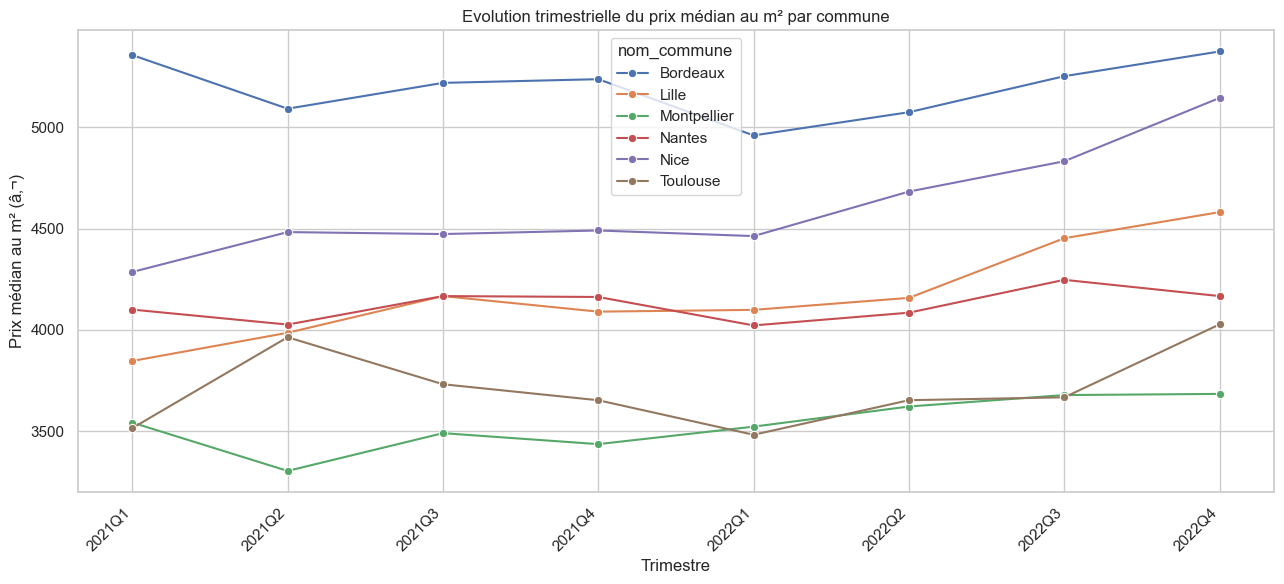 Evolution trimestrielle du prix médian au m² par commune
nom_commune
Bordeaux
Lille
Montpellier
Nantes
Nice
Toulouse
Prix médian au m² (â‚¬)
5000
4500
4000
3500
2021Q1
2021Q2
2021Q3
2021Q4
2022Q1
2022Q2
2022Q3
2022Q4
Trimestre